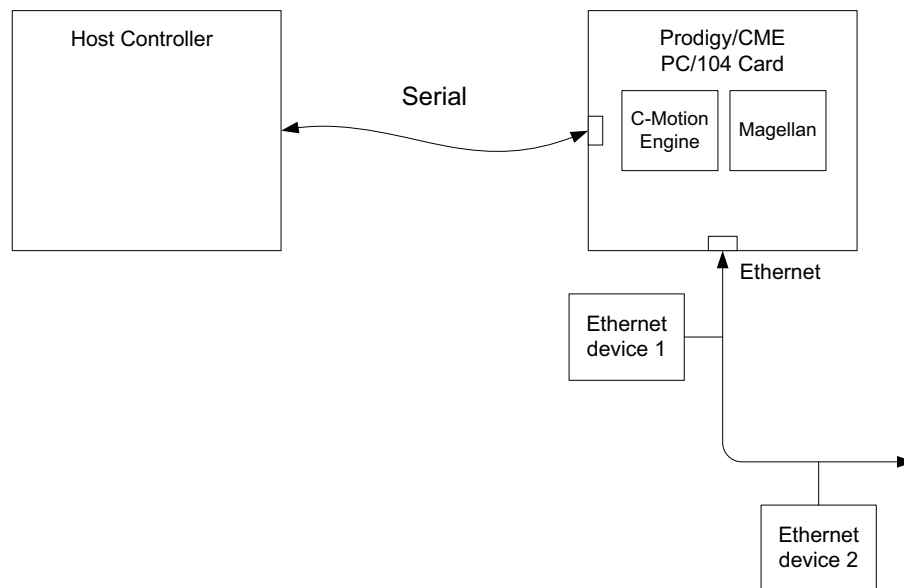 Host Controller
Serial
Prodigy/CME
PC/104 Card
C-Motion
Engine
Magellan
Ethernet
Ethernet
device 1
Ethernet
device 2